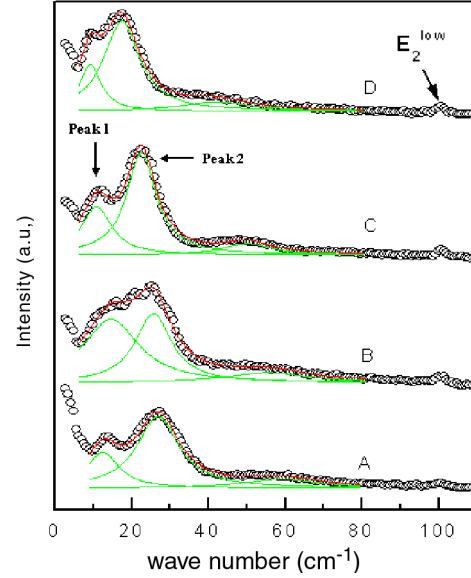 E₂ˡᵒʷ
D
Peak 1
Peak 2
C
B
A
Intensity (a.u.)
0 20 40 60 80 100
wave number (cm⁻¹)